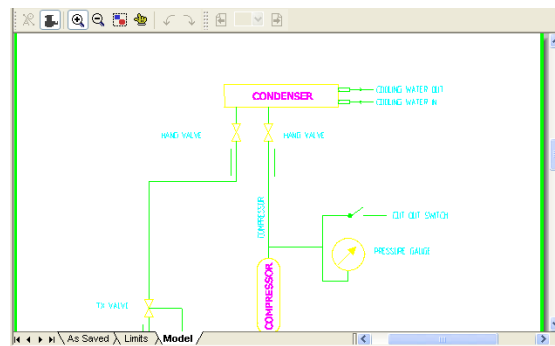 CONDENSER
COOLING WATER OUT
COOLING WATER IN
HAND VALVE
HAND VALVE
COMPRESSOR
CUT OUT SWITCH
PRESSURE GAUGE
COMPRESSOR
TX VALVE
As Saved
Limits
Model